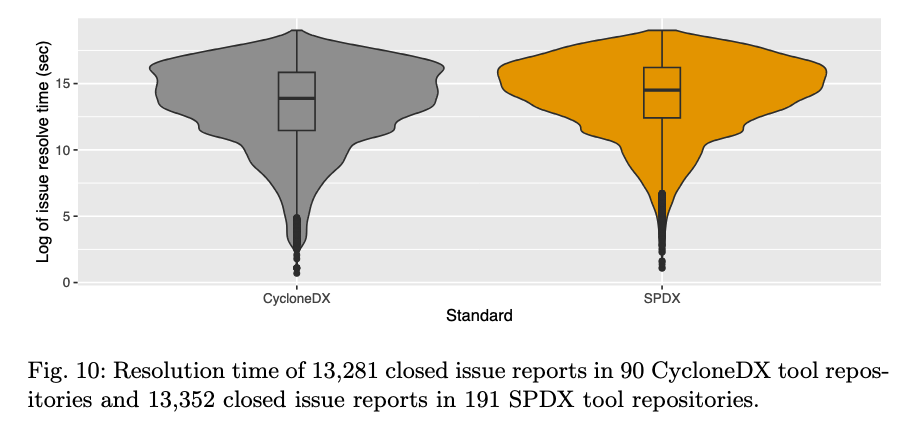 Log of issue resolve time (sec)
15
10
5
0
CycloneDX
SPDX
Standard
Fig. 10: Resolution time of 13,281 closed issue reports in 90 CycloneDX tool repos-
itories and 13,352 closed issue reports in 191 SPDX tool repositories.